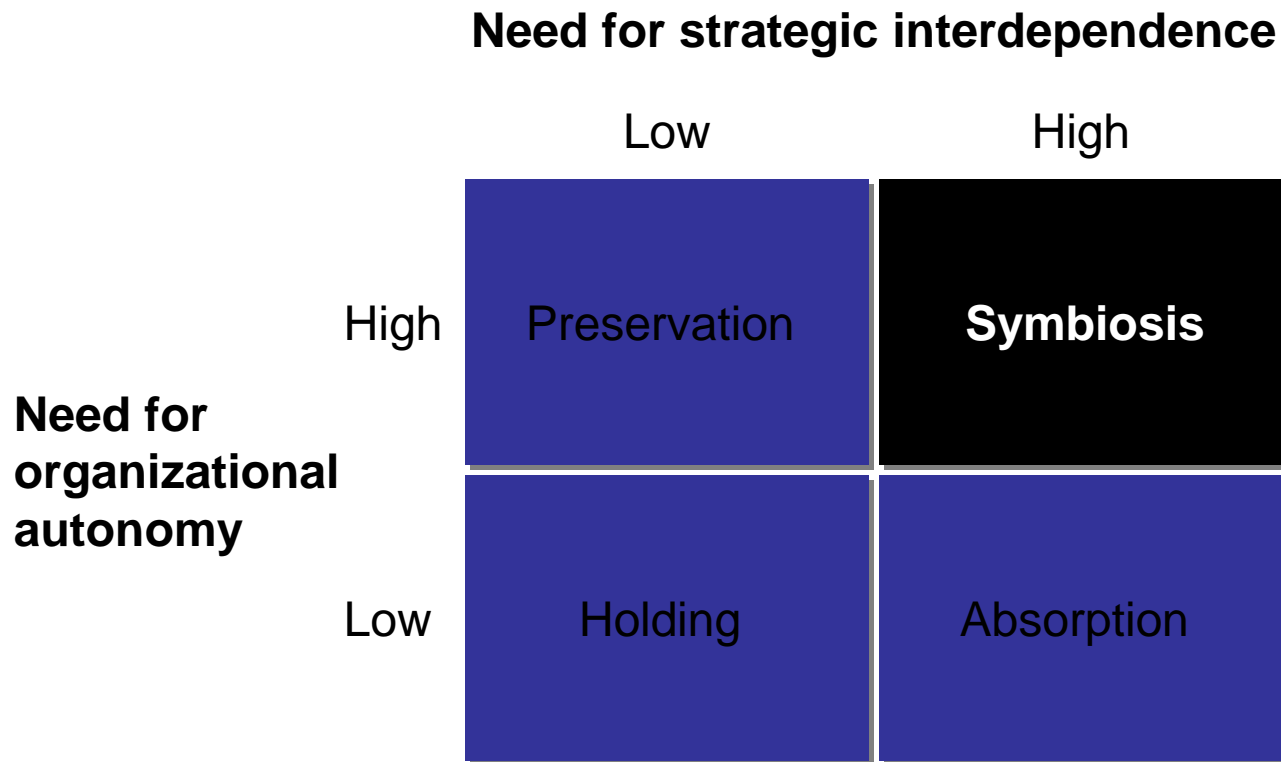 Need for strategic interdependence
Low High
High Preservation Symbiosis
Need for
organizational
autonomy
Low Holding Absorption